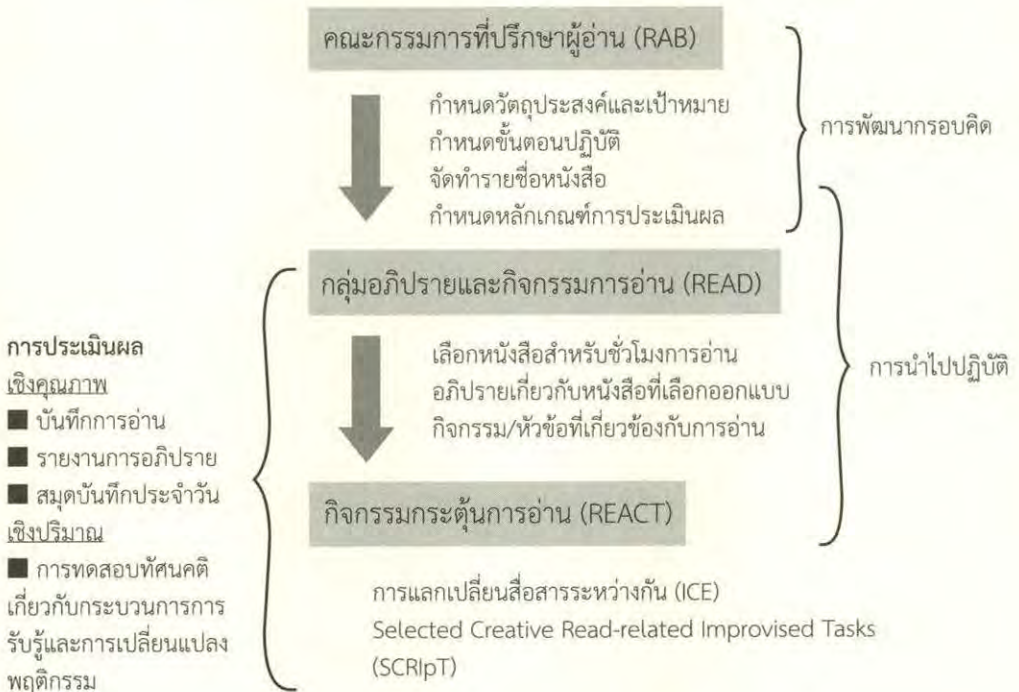 คณะกรรมการที่ปรึกษาผู้อ่าน (RAB)
กำหนดวัตถุประสงค์และเป้าหมาย
กำหนดขั้นตอนปฏิบัติ
จัดทำรายชื่อหนังสือ
กำหนดหลักเกณฑ์การประเมินผล
การพัฒนากรอบคิด
กลุ่มอภิปรายและกิจกรรมการอ่าน (READ)
เลือกหนังสือสำหรับชั่วโมงการอ่าน
อภิปรายเกี่ยวกับหนังสือที่เลือกออกแบบ
กิจกรรม/หัวข้อที่เกี่ยวข้องกับการอ่าน
การนำไปปฏิบัติ
กิจกรรมกระตุ้นการอ่าน (REACT)
การแลกเปลี่ยนสื่อสารระหว่างกัน (ICE)
Selected Creative Read-related Improvised Tasks
(SCRIpT)
การประเมินผล
เชิงคุณภาพ
■ บันทึกการอ่าน
■ รายงานการอภิปราย
■ สมุดบันทึกประจำวัน
เชิงปริมาณ
■ การทดสอบทัศนคติ
เกี่ยวกับกระบวนการการ
รับรู้และการเปลี่ยนแปลง
พฤติกรรม